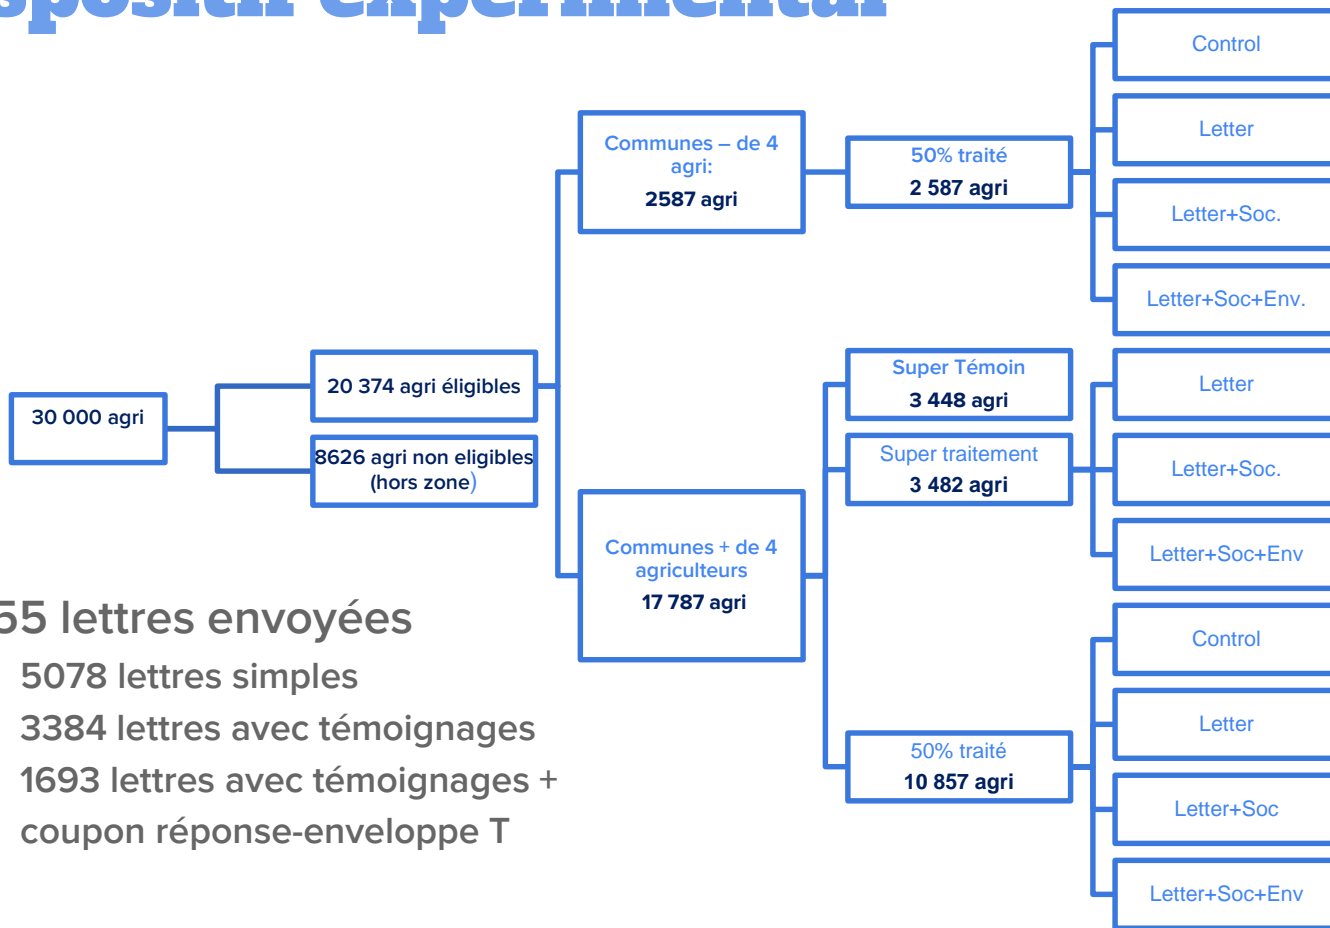 spositif expérimental
30 000 agri
20 374 agri éligibles
8626 agri non eligibles
(hors zone)
Communes – de 4
agri:
2587 agri
Communes + de 4
agriculteurs
17 787 agri
50% traité
2 587 agri
Super Témoin
3 448 agri
Super traitement
3 482 agri
50% traité
10 857 agri
Control
Letter
Letter+Soc.
Letter+Soc+Env.
Letter
Letter+Soc.
Letter+Soc+Env
Control
Letter
Letter+Soc
Letter+Soc+Env
55 lettres envoyées
5078 lettres simples
3384 lettres avec témoignages
1693 lettres avec témoignages +
coupon réponse-enveloppe T